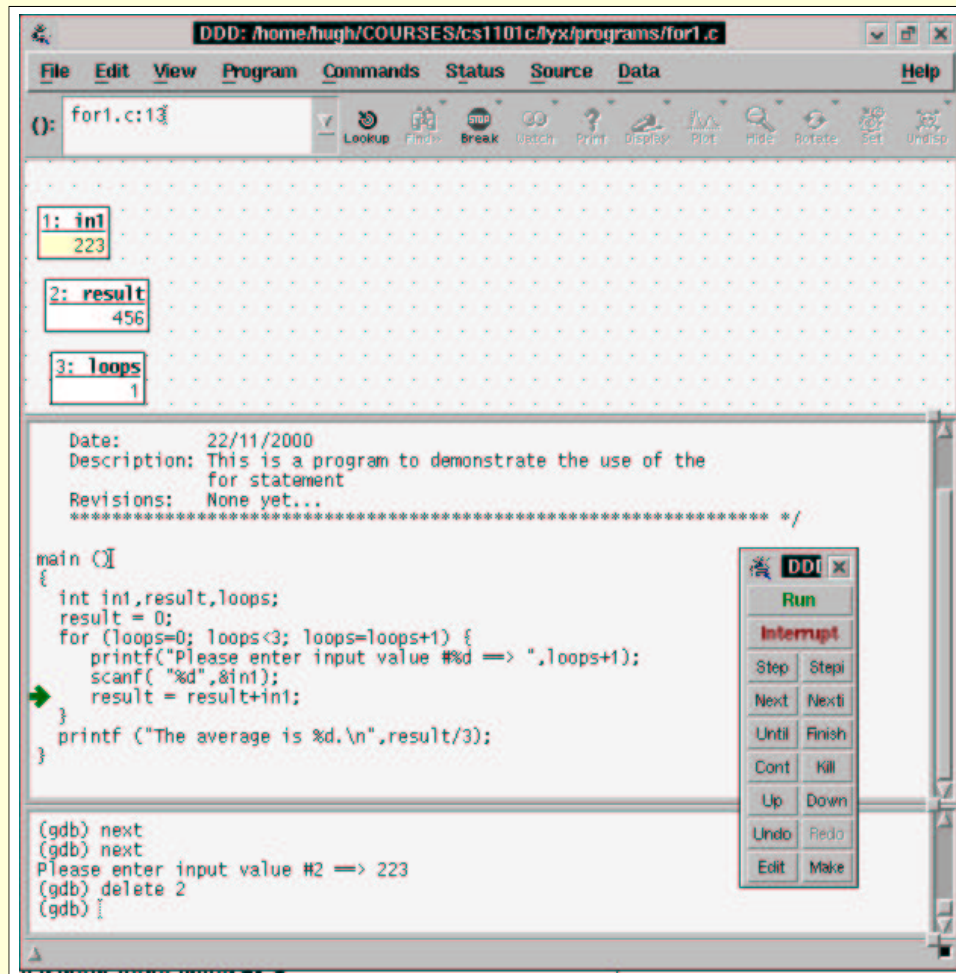 DDD: /home/hugh/COURSES/cs1101c/lyx/programs/for1.c
File Edit View Program Commands Status Source Data Help
(): for1.c:13
Lookup Find» Break Watch Print Display Plot Hide Rotate Set Undisp
1: in1
223
2: result
456
3: loops
1
Date: 22/11/2000
Description: This is a program to demonstrate the use of the
for statement
Revisions: None yet...
******************************************************************* */
main ()
{
int in1,result,loops;
result = 0;
for (loops=0; loops<3; loops=loops+1) {
printf("Please enter input value #%d ==> ",loops+1);
scanf( "%d",&in1);
result = result+in1;
}
printf ("The average is %d.\n",result/3);
}
DDD
Run
Interrupt
Step Stepi
Next Nexti
Until Finish
Cont Kill
Up Down
Undo Redo
Edit Make
(gdb) next
(gdb) next
Please enter input value #2 ==> 223
(gdb) delete 2
(gdb)